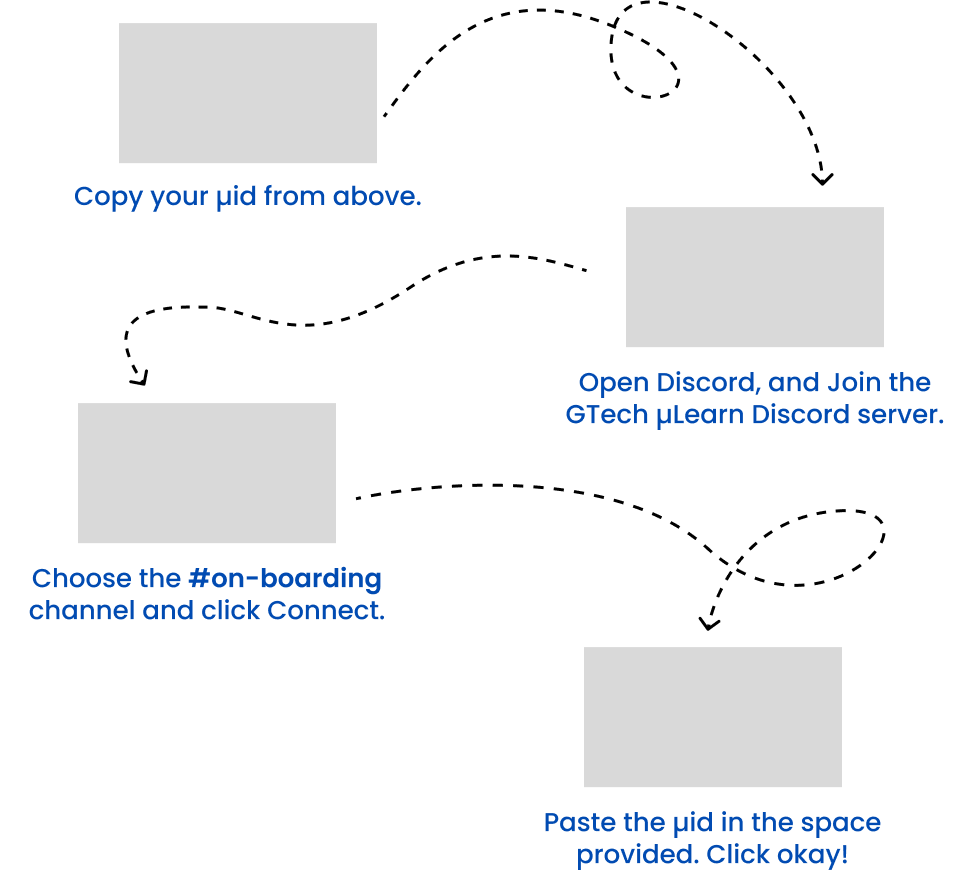 Copy your µid from above.
Open Discord, and Join the
GTech µLearn Discord server.
Choose the #on-boarding
channel and click Connect.
Paste the µid in the space
provided. Click okay!